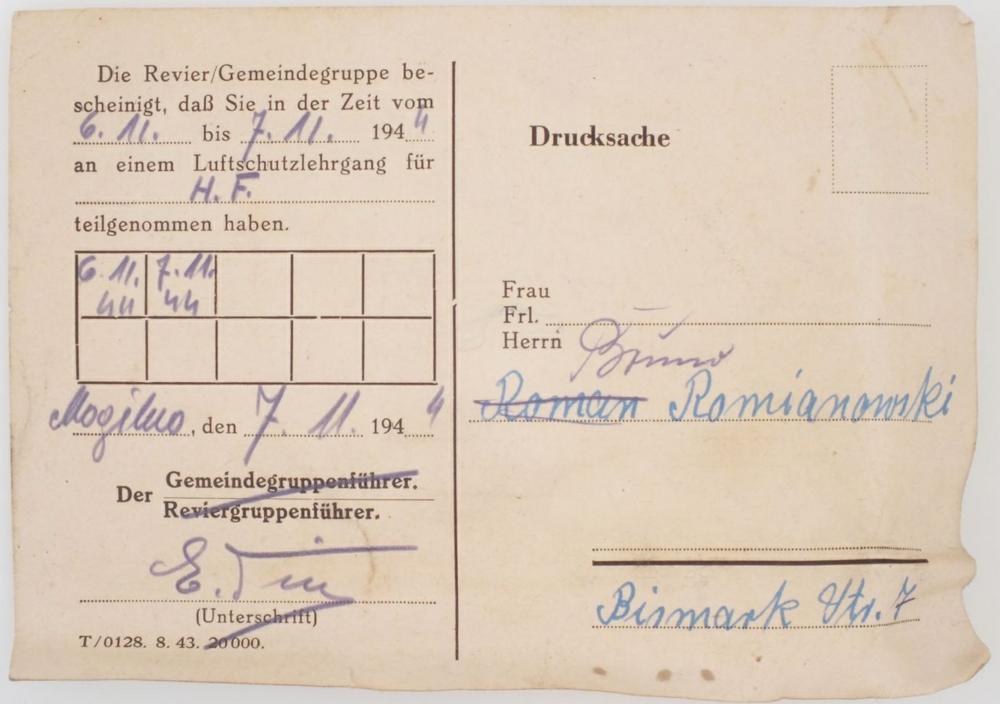 Die Revier/Gemeindegruppe be-
scheinigt, daß Sie in der Zeit vom
6. 11. bis 7. 11. 1944
an einem Luftschutzlehrgang für
H. F.
teilgenommen haben.
6. 11. 7. 11.
44 44
Mogilno, den 7. 11. 1944
Der Gemeindegruppenführer.
Reviergruppenführer.
E.
(Unterschrift)
T/0128. 8. 43. 20000.
Drucksache
Frau
Frl.
Herrn Bruno
Roman Romianowski
Bismark Str. 7